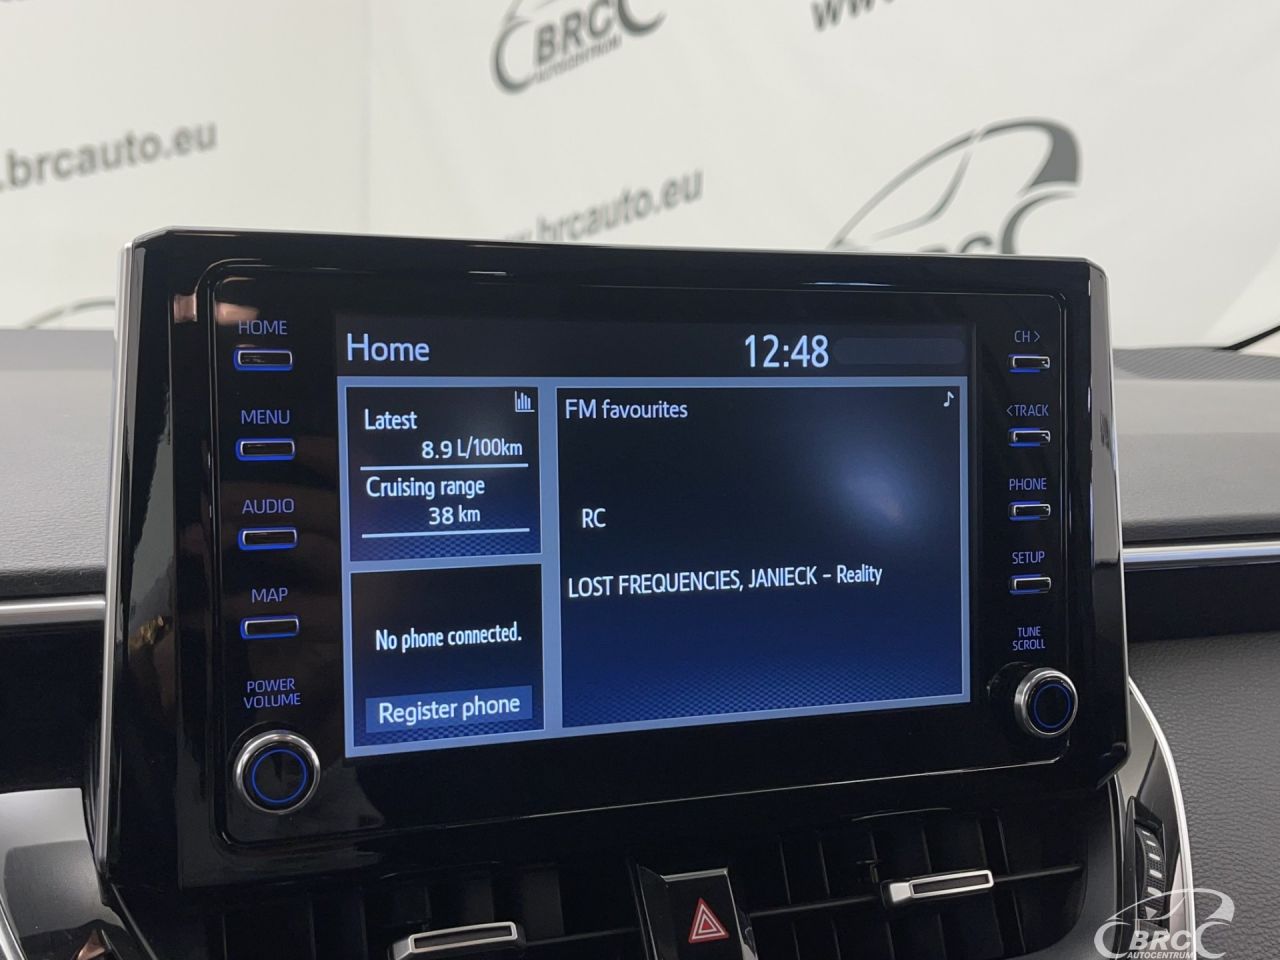 BRC
AUTOCENTRUM
www.
.brcauto.eu
w.brcauto.eu
BRC
HOME
MENU
AUDIO
MAP
POWER
VOLUME
Home
12:48
Latest
8.9 L/100km
Cruising range
38 km
No phone connected.
Register phone
FM favourites
RC
LOST FREQUENCIES, JANIECK – Reality
CH >
<TRACK
PHONE
SETUP
TUNE
SCROLL
BRC
AUTOCENTRUM